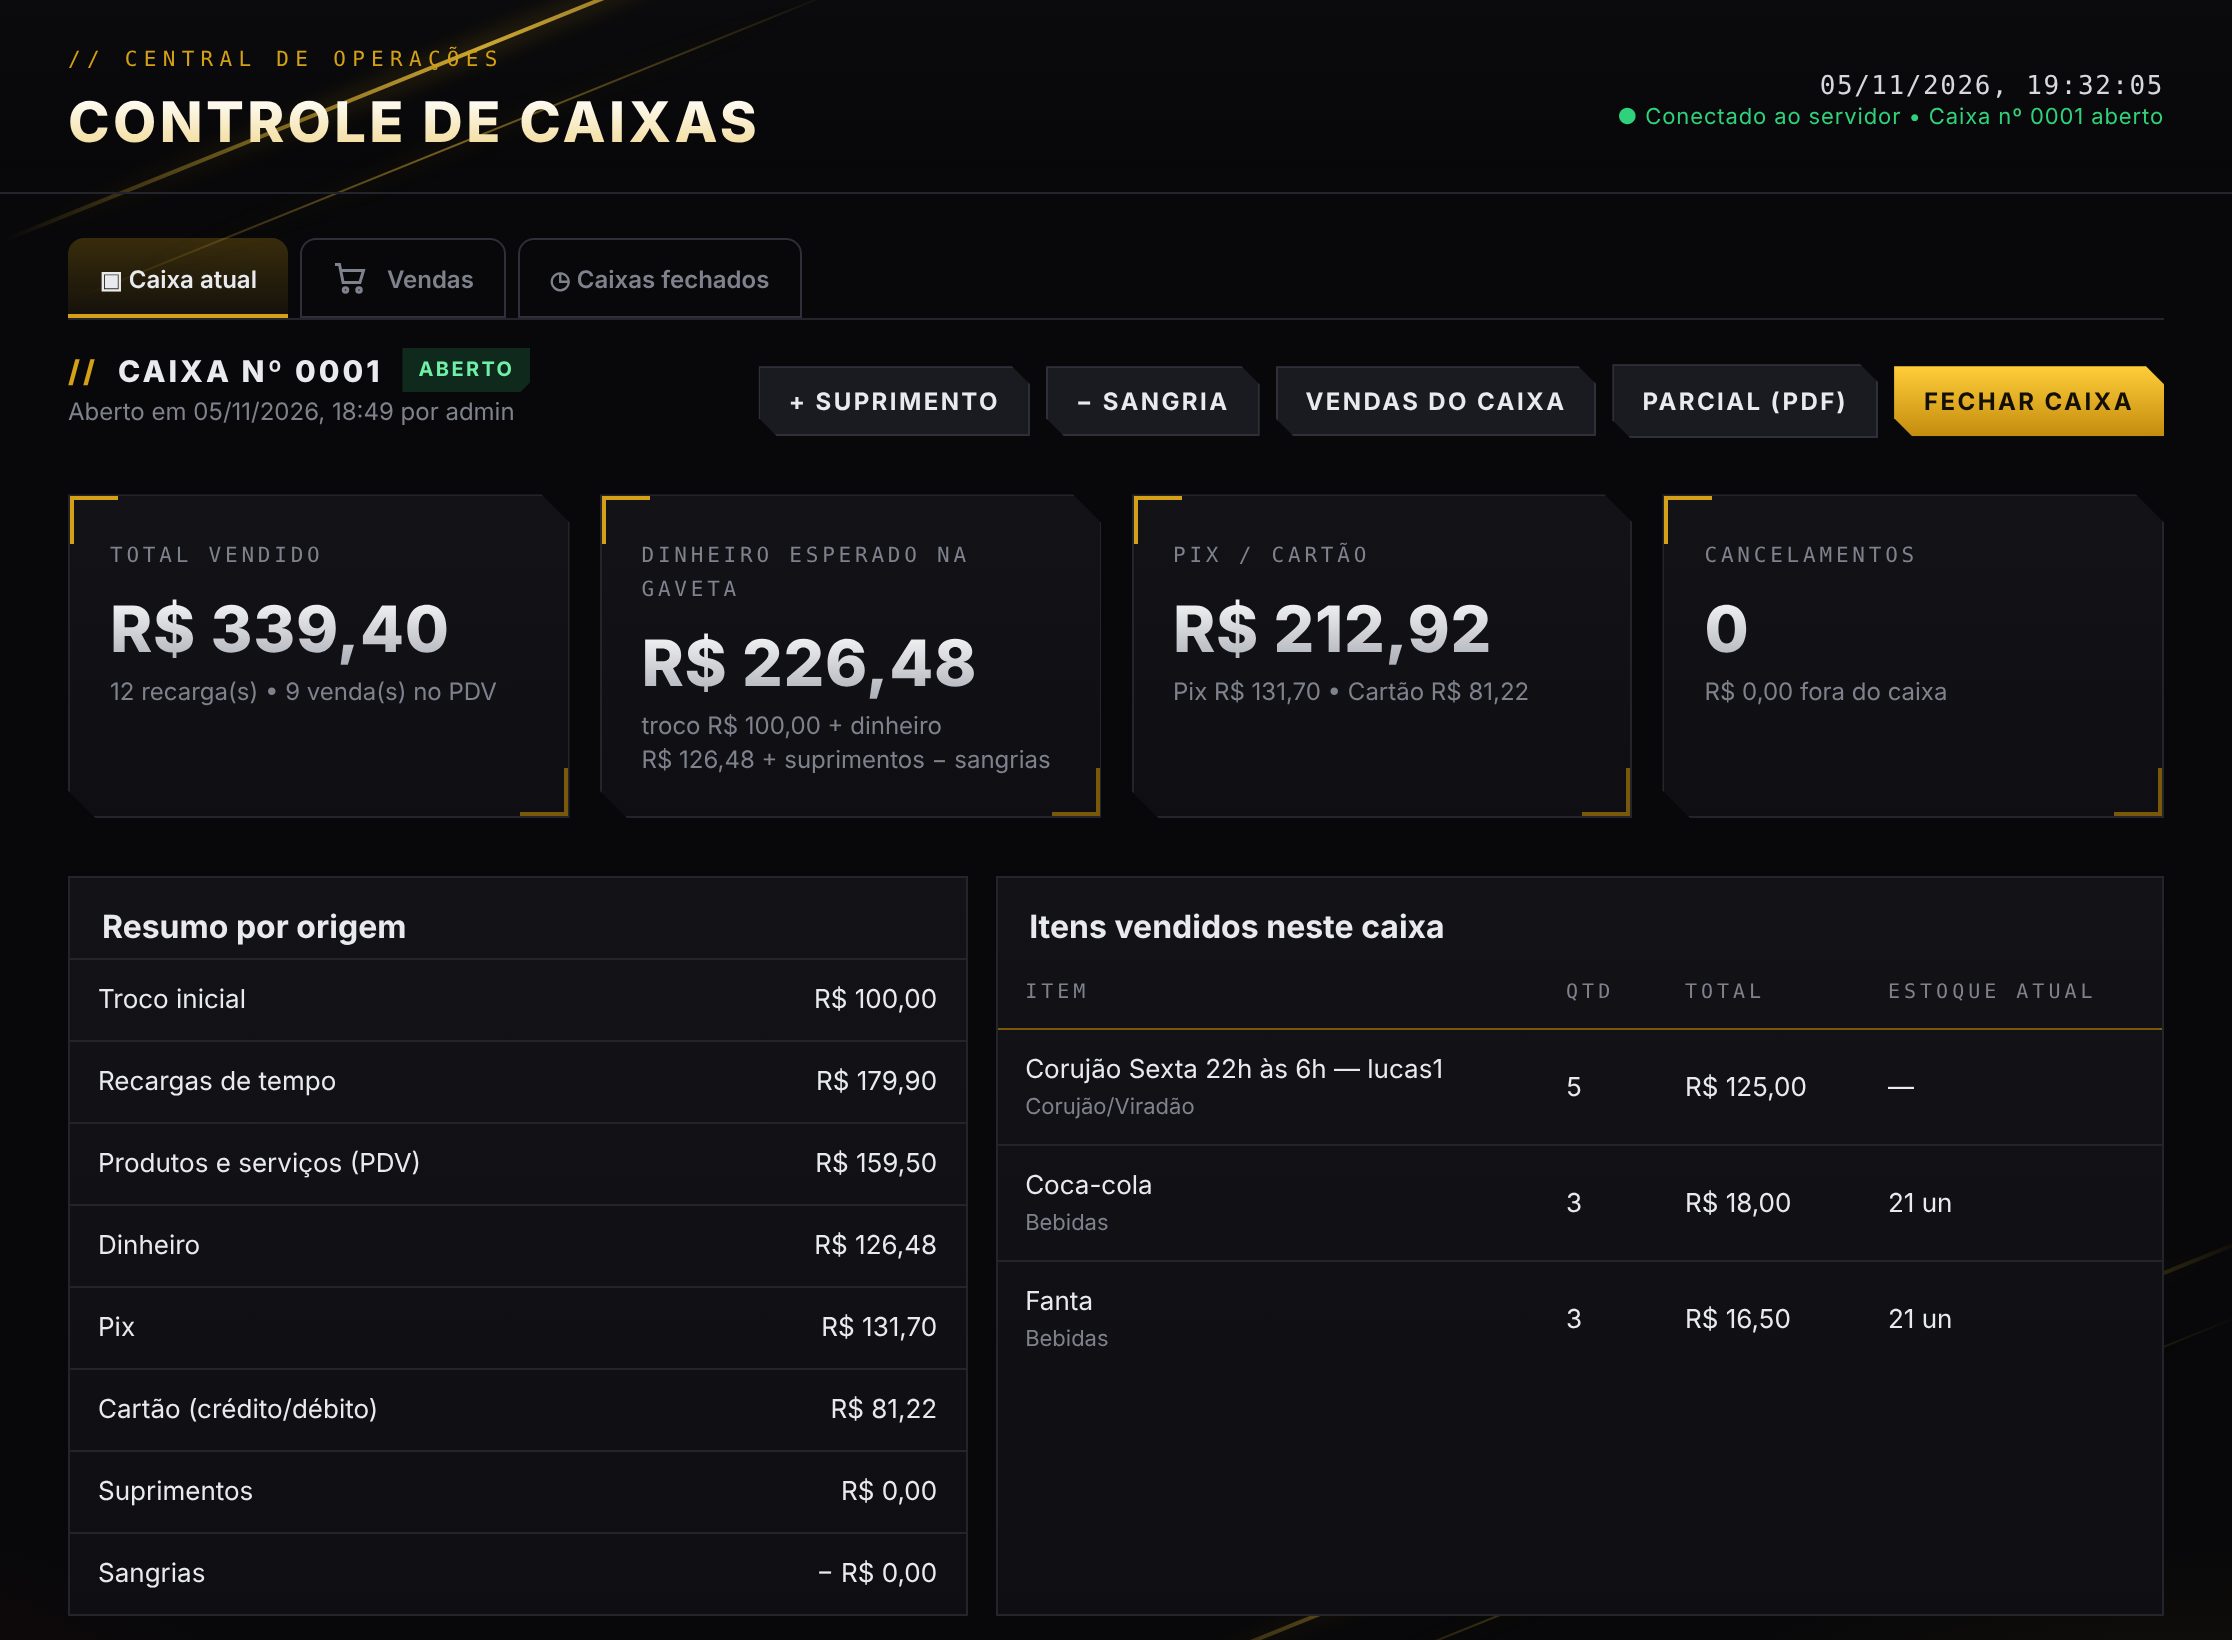 // CENTRAL DE OPERAÇÕES
CONTROLE DE CAIXAS
05/11/2026, 19:32:05
Conectado ao servidor • Caixa nº 0001 aberto
Caixa atual
Vendas
Caixas fechados
// CAIXA Nº 0001
ABERTO
Aberto em 05/11/2026, 18:49 por admin
+ SUPRIMENTO
− SANGRIA
VENDAS DO CAIXA
PARCIAL (PDF)
FECHAR CAIXA
TOTAL VENDIDO
R$ 339,40
12 recarga(s) • 9 venda(s) no PDV
DINHEIRO ESPERADO NA
GAVETA
R$ 226,48
troco R$ 100,00 + dinheiro
R$ 126,48 + suprimentos − sangrias
PIX / CARTÃO
R$ 212,92
Pix R$ 131,70 • Cartão R$ 81,22
CANCELAMENTOS
0
R$ 0,00 fora do caixa
Resumo por origem
Troco inicial R$ 100,00
Recargas de tempo R$ 179,90
Produtos e serviços (PDV) R$ 159,50
Dinheiro R$ 126,48
Pix R$ 131,70
Cartão (crédito/débito) R$ 81,22
Suprimentos R$ 0,00
Sangrias − R$ 0,00
Itens vendidos neste caixa
ITEM QTD TOTAL ESTOQUE ATUAL
Corujão Sexta 22h às 6h — lucas1 5 R$ 125,00 —
Corujão/Viradão
Coca-cola 3 R$ 18,00 21 un
Bebidas
Fanta 3 R$ 16,50 21 un
Bebidas